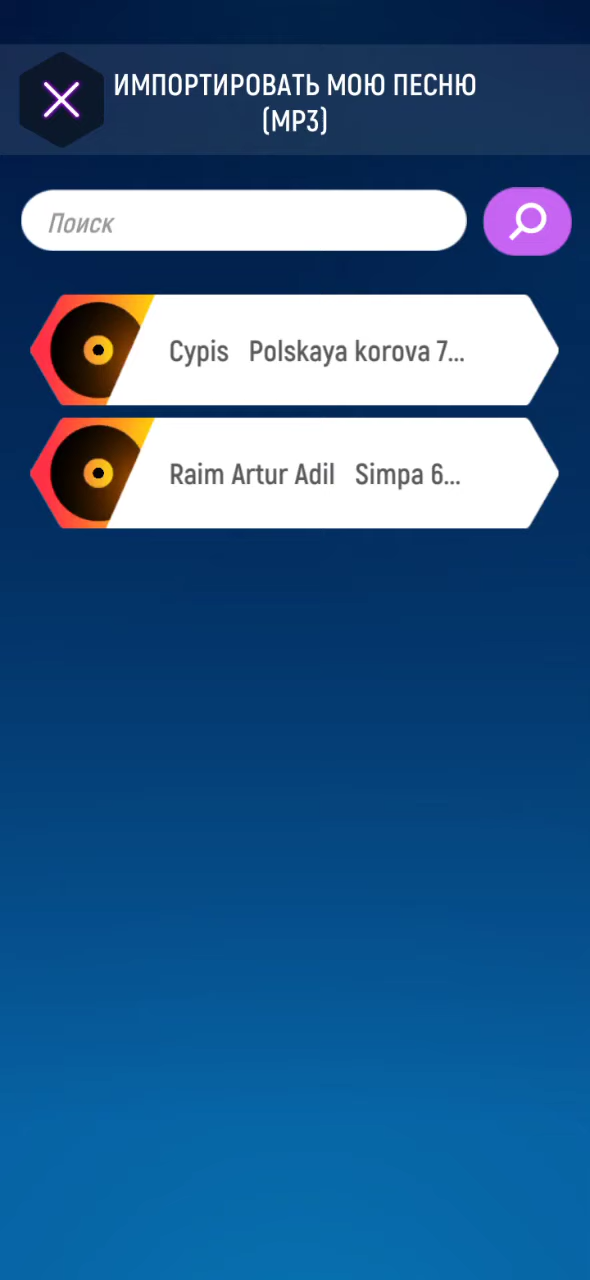 ИМПОРТИРОВАТЬ МОЮ ПЕСНЮ
(MP3)
Поиск
Cypis Polskaya korova 7...
Raim Artur Adil Simpa 6...